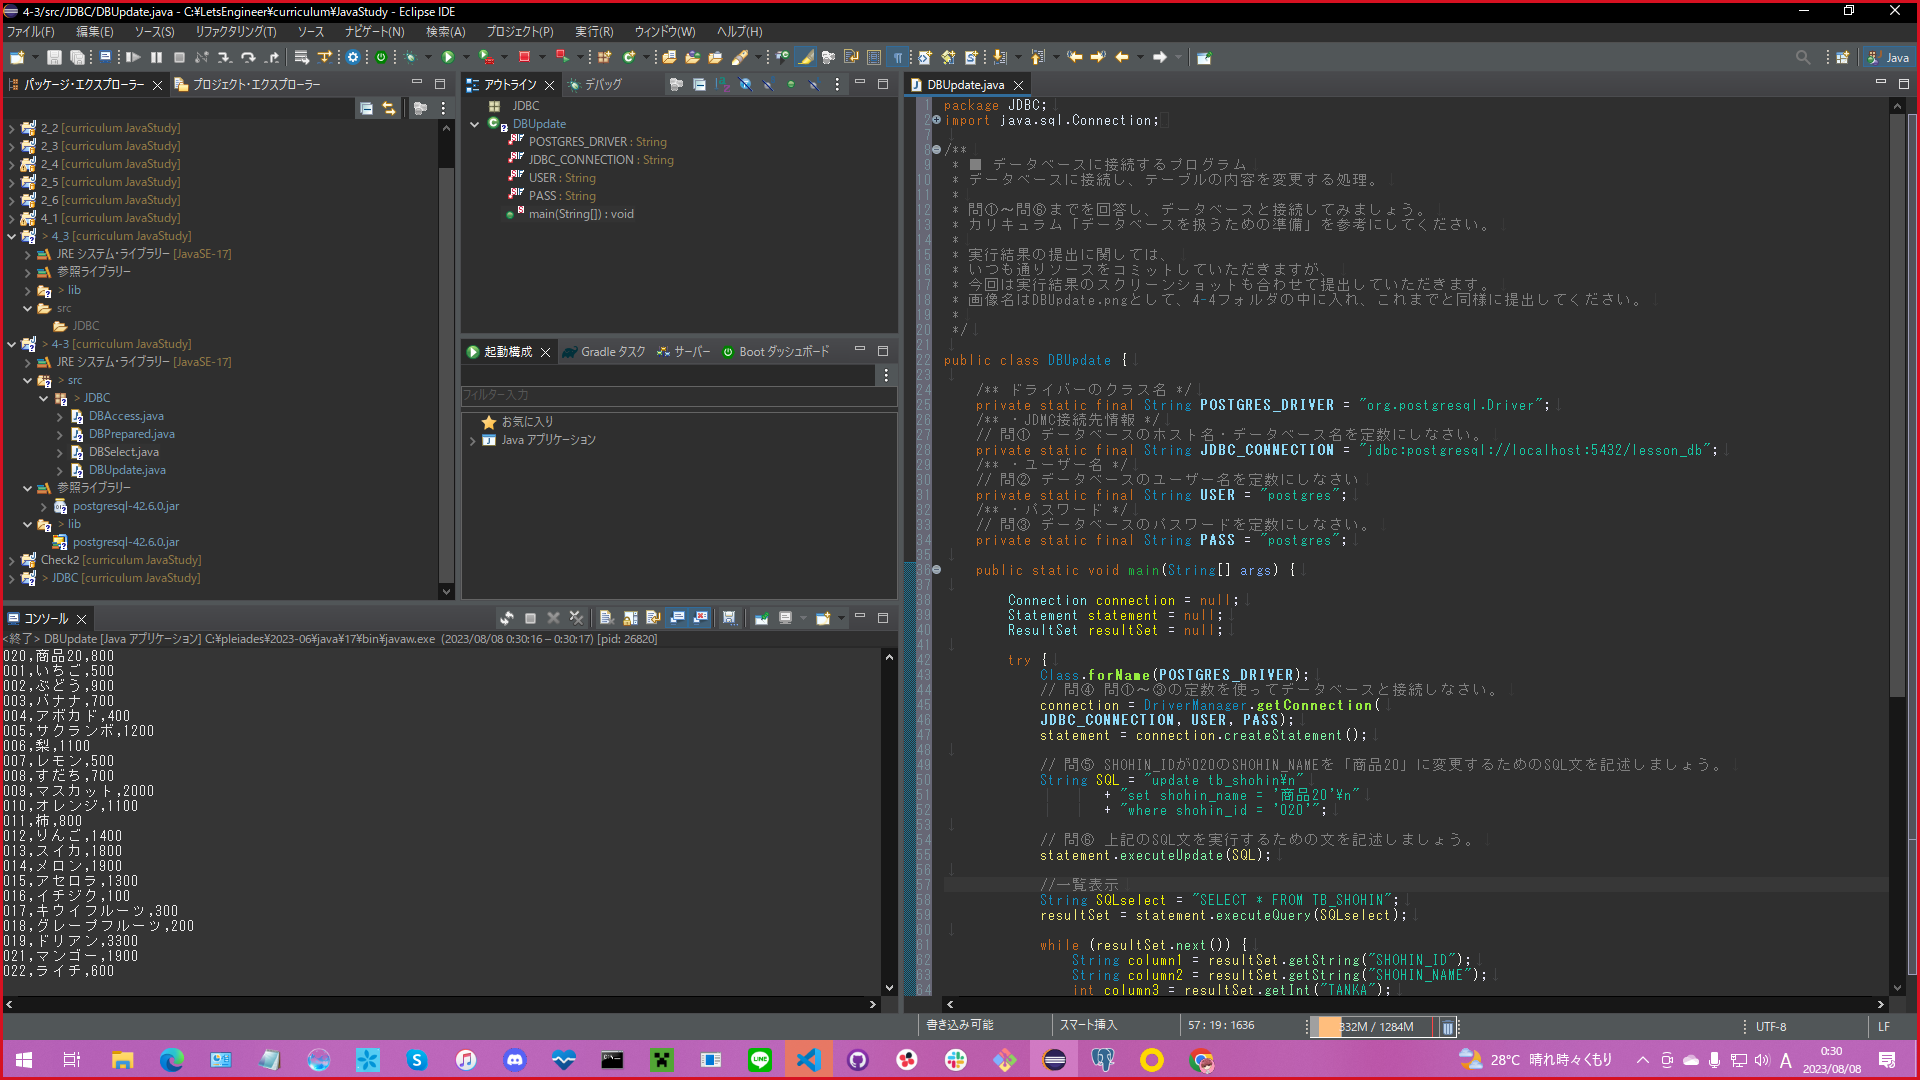 4-3/src/JDBC/DBUpdate.java - C:¥LetsEngineer¥curriculum¥JavaStudy - Eclipse IDE
ファイル(F) 編集(E) ソース(S) リファクタリング(T) ソース ナビゲート(N) 検索(A) プロジェクト(P) 実行(R) ウィンドウ(W) ヘルプ(H)
Java
パッケージ・エクスプローラー プロジェクト・エクスプローラー
2_2 [curriculum JavaStudy]
2_3 [curriculum JavaStudy]
2_4 [curriculum JavaStudy]
2_5 [curriculum JavaStudy]
2_6 [curriculum JavaStudy]
4_1 [curriculum JavaStudy]
> 4_3 [curriculum JavaStudy]
JRE システム・ライブラリー [JavaSE-17]
参照ライブラリー
> lib
src
JDBC
> 4-3 [curriculum JavaStudy]
JRE システム・ライブラリー [JavaSE-17]
> src
> JDBC
DBAccess.java
DBPrepared.java
DBSelect.java
DBUpdate.java
参照ライブラリー
postgresql-42.6.0.jar
> lib
postgresql-42.6.0.jar
Check2 [curriculum JavaStudy]
> JDBC [curriculum JavaStudy]
アウトライン デバッグ
JDBC
DBUpdate
POSTGRES_DRIVER : String
JDBC_CONNECTION : String
USER : String
PASS : String
main(String[]) : void
起動構成 Gradle タスク サーバー Boot ダッシュボード
フィルター入力
お気に入り
Java アプリケーション
コンソール
<終了> DBUpdate [Java アプリケーション] C:¥pleiades¥2023-06¥java¥17¥bin¥javaw.exe (2023/08/08 0:30:16 – 0:30:17) [pid: 26820]
020,商品20,800
001,いちご,500
002,ぶどう,900
003,バナナ,700
004,アボカド,400
005,サクランボ,1200
006,梨,1100
007,レモン,500
008,すだち,700
009,マスカット,2000
010,オレンジ,1100
011,柿,800
012,りんご,1400
013,スイカ,1800
014,メロン,1900
015,アセロラ,1300
016,イチジク,100
017,キウイフルーツ,300
018,グレープフルーツ,200
019,ドリアン,3300
021,マンゴー,1900
022,ライチ,600
DBUpdate.java
1 package JDBC;
2 import java.sql.Connection;
7
8 /**
9 * ■ データベースに接続するプログラム
10 * データベースに接続し、テーブルの内容を変更する処理。
11 *
12 * 問①～問⑥までを回答し、データベースと接続してみましょう。
13 * カリキュラム「データベースを扱うための準備」を参考にしてください。
14 *
15 * 実行結果の提出に関しては、
16 * いつも通りソースをコミットしていただきますが、
17 * 今回は実行結果のスクリーンショットも合わせて提出していただきます。
18 * 画像名はDBUpdate.pngとして、4-4フォルダの中に入れ、これまでと同様に提出してください。
19 *
20 */
21
22 public class DBUpdate {
23
24 /** ドライバーのクラス名 */
25 private static final String POSTGRES_DRIVER = "org.postgresql.Driver";
26 /** ・JDMC接続先情報 */
27 // 問① データベースのホスト名・データベース名を定数にしなさい。
28 private static final String JDBC_CONNECTION = "jdbc:postgresql://localhost:5432/lesson_db";
29 /** ・ユーザー名 */
30 // 問② データベースのユーザー名を定数にしなさい
31 private static final String USER = "postgres";
32 /** ・パスワード */
33 // 問③ データベースのパスワードを定数にしなさい。
34 private static final String PASS = "postgres";
35
36 public static void main(String[] args) {
37
38 Connection connection = null;
39 Statement statement = null;
40 ResultSet resultSet = null;
41
42 try {
43 Class.forName(POSTGRES_DRIVER);
44 // 問④ 問①～③の定数を使ってデータベースと接続しなさい。
45 connection = DriverManager.getConnection(
46 JDBC_CONNECTION, USER, PASS);
47 statement = connection.createStatement();
48
49 // 問⑤ SHOHIN_IDが020のSHOHIN_NAMEを「商品20」に変更するためのSQL文を記述しましょう。
50 String SQL = "update tb_shohin¥n"
51 + "set shohin_name = '商品20'¥n"
52 + "where shohin_id = '020'";
53
54 // 問⑥ 上記のSQL文を実行するための文を記述しましょう。
55 statement.executeUpdate(SQL);
56
57 //一覧表示
58 String SQLselect = "SELECT * FROM TB_SHOHIN";
59 resultSet = statement.executeQuery(SQLselect);
60
61 while (resultSet.next()) {
62 String column1 = resultSet.getString("SHOHIN_ID");
63 String column2 = resultSet.getString("SHOHIN_NAME");
64 int column3 = resultSet.getInt("TANKA");
書き込み可能 スマート挿入 57 : 19 : 1636 332M / 1284M UTF-8 LF
28°C 晴れ時々くもり A 0:30
2023/08/08